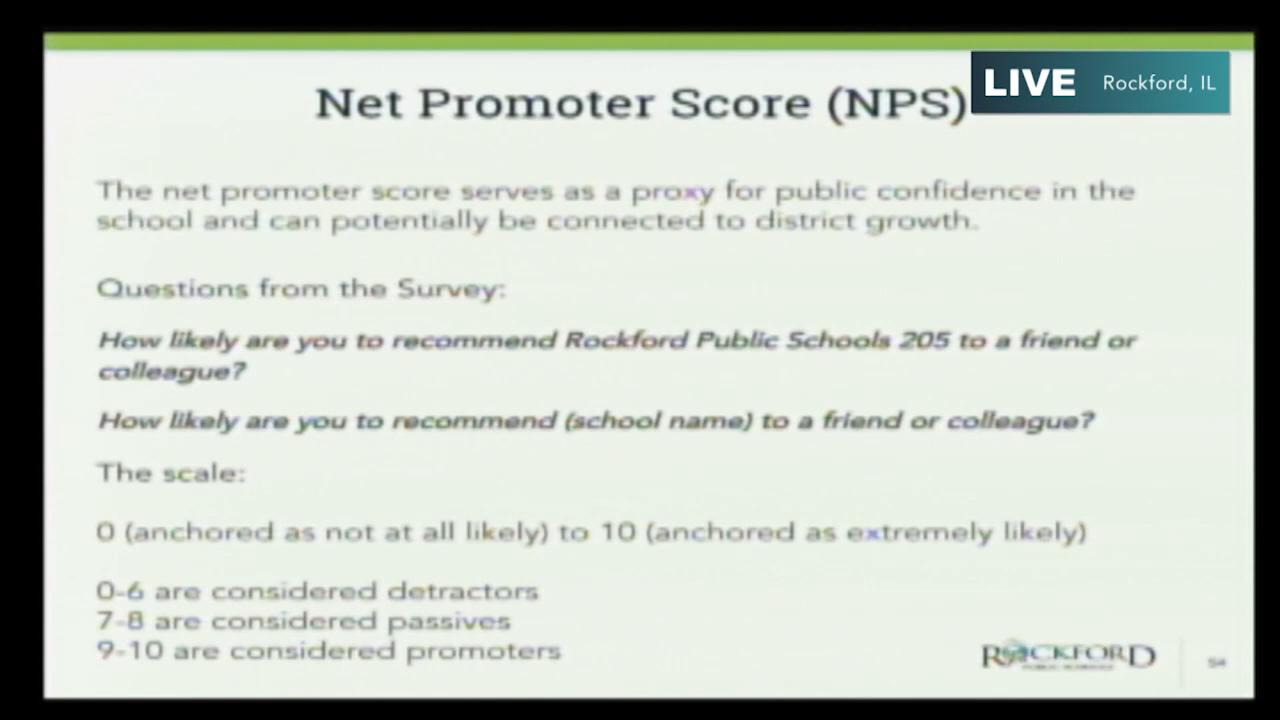 LIVE Rockford, IL
Net Promoter Score (NPS)
The net promoter score serves as a proxy for public confidence in the
school and can potentially be connected to district growth.
Questions from the Survey:
How likely are you to recommend Rockford Public Schools 205 to a friend or
colleague?
How likely are you to recommend (school name) to a friend or colleague?
The scale:
0 (anchored as not at all likely) to 10 (anchored as extremely likely)
0-6 are considered detractors
7-8 are considered passives
9-10 are considered promoters
ROCKFORD
PUBLIC SCHOOLS
54